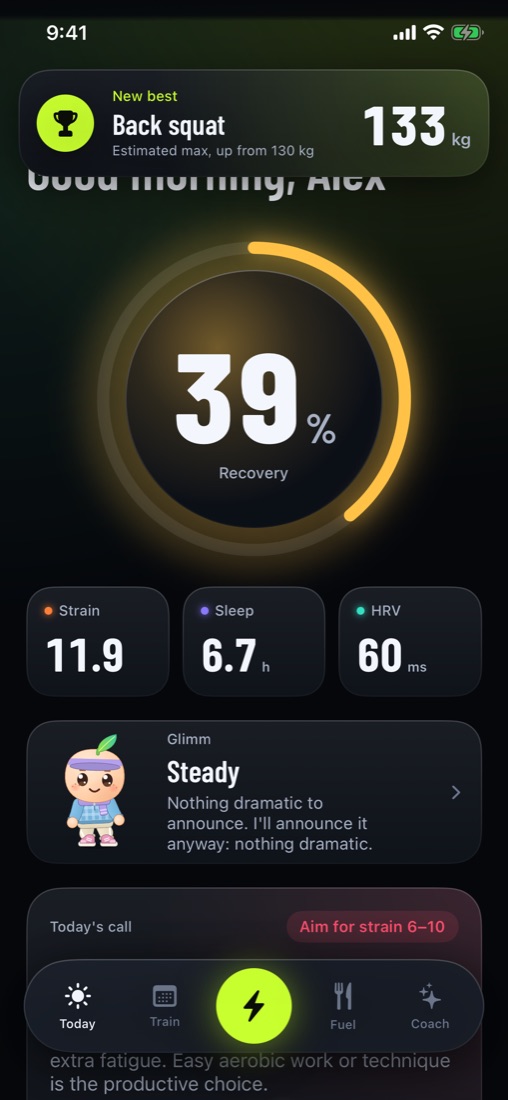 9:41
New best
Back squat
Estimated max, up from 130 kg
133 kg
Good morning, Alex
39%
Recovery
Strain
11.9
Sleep
6.7 h
HRV
60 ms
Glimm
Steady
Nothing dramatic to
announce. I'll announce it
anyway: nothing dramatic.
Today's call
Aim for strain 6–10
Today
Train
Fuel
Coach
extra fatigue. Easy aerobic work or technique
is the productive choice.